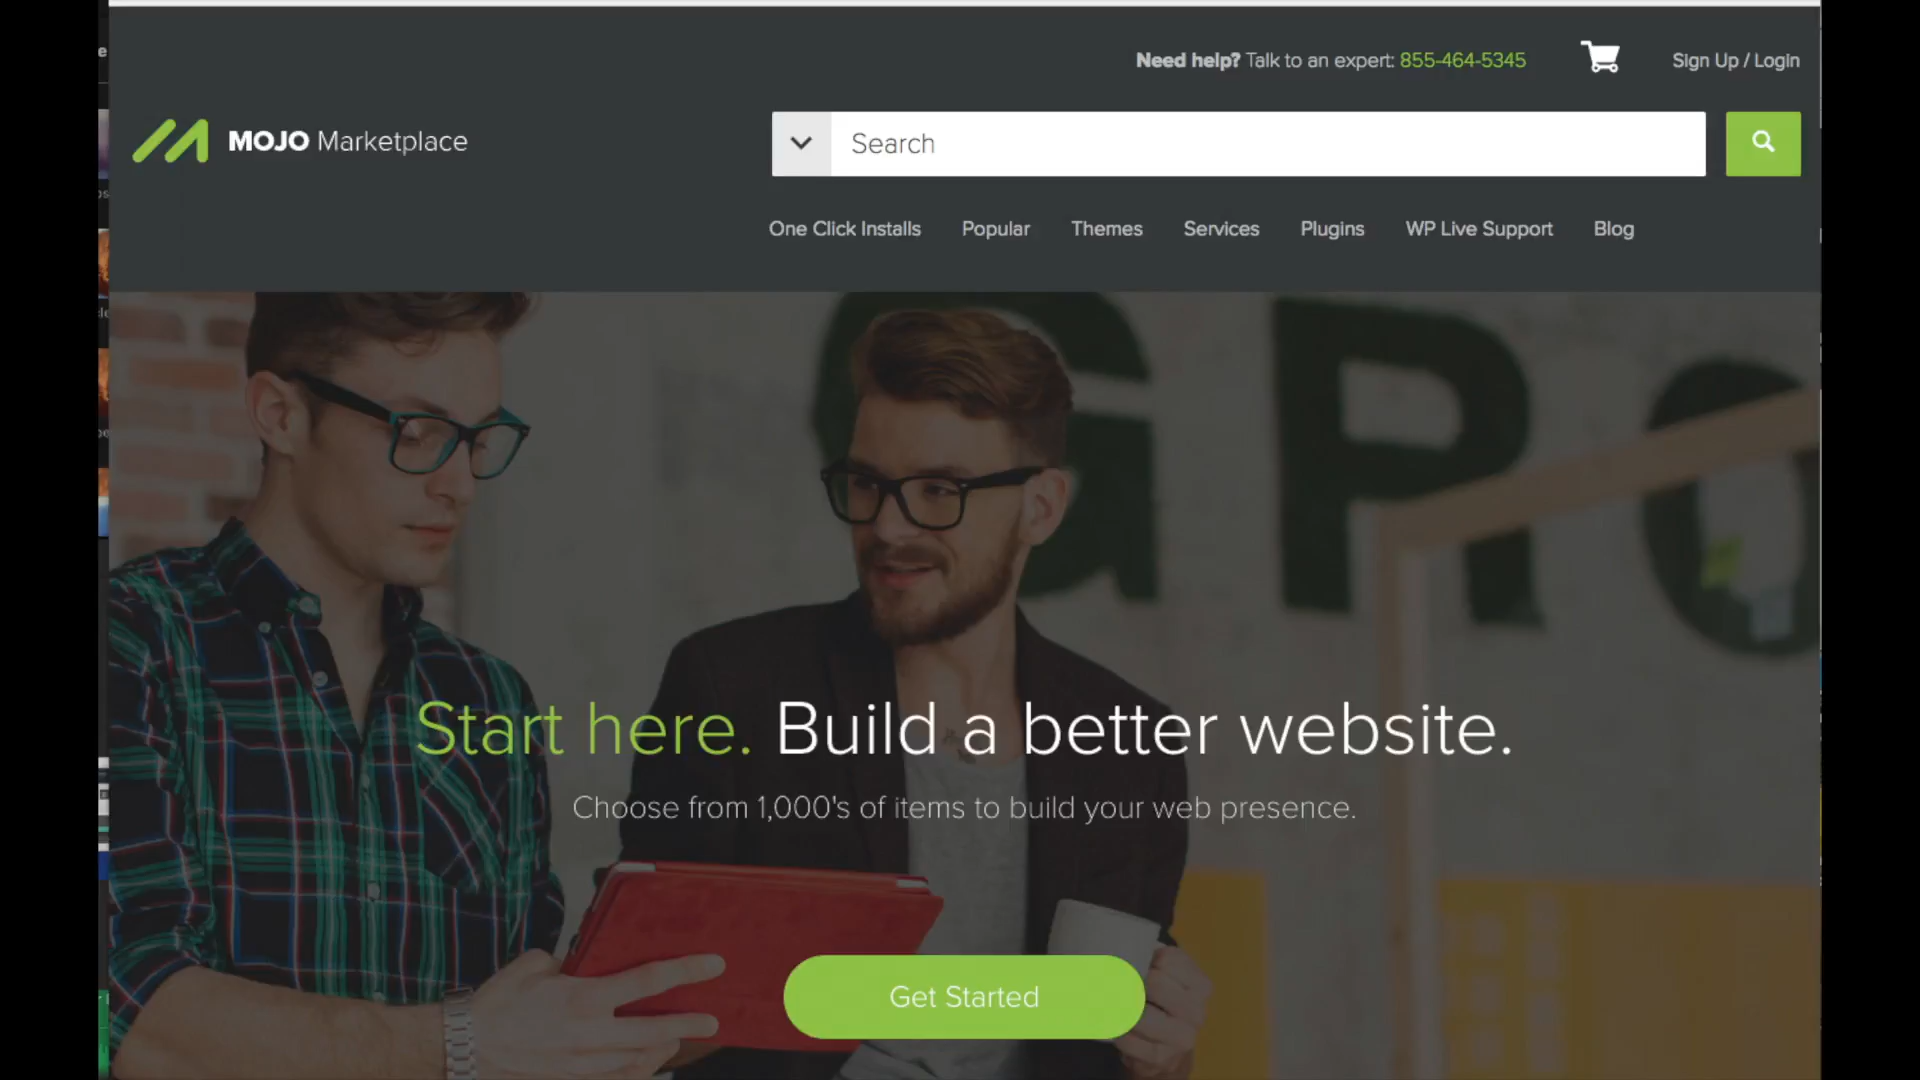 Need help? Talk to an expert: 855-464-5345
Sign Up / Login
MOJO Marketplace
Search
One Click Installs
Popular
Themes
Services
Plugins
WP Live Support
Blog
GRO
Start here. Build a better website.
Choose from 1,000's of items to build your web presence.
Get Started